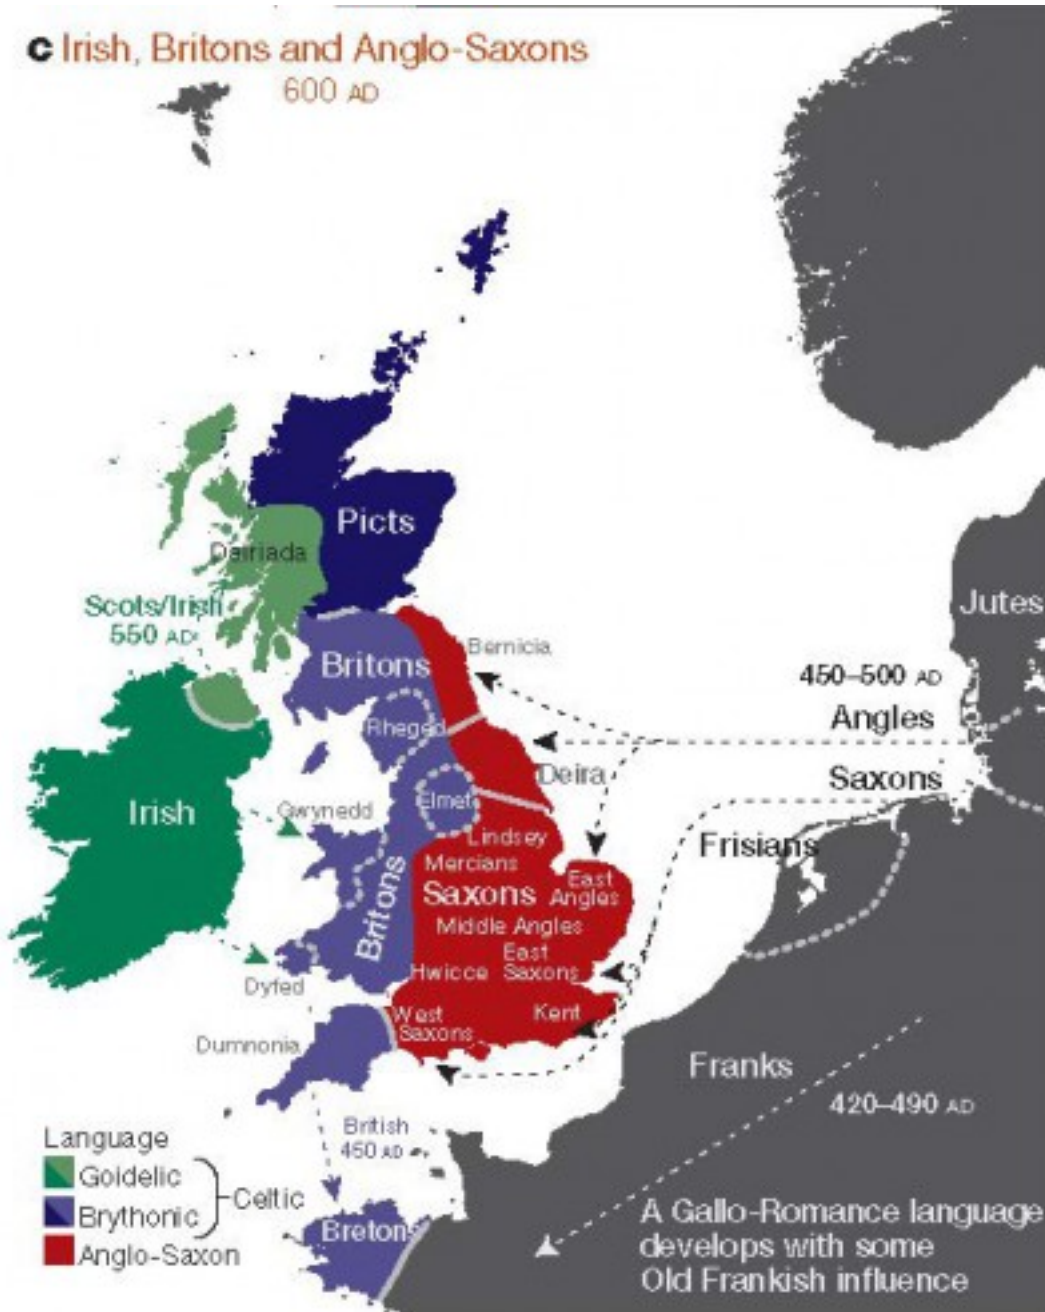 c Irish, Britons and Anglo-Saxons
600 AD
Picts
Dairiada
Scots/Irish
550 AD
Jutes
Bernicia
Britons
450–500 AD
Angles
Rheged
Deira
Saxons
Irish
Gwynedd
Elmet
Lindsey
Frisians
Mercians
Saxons
East
Angles
Britons
Middle Angles
East
Saxons
Hwicce
Dyfed
West
Saxons
Kent
Dumnonia
Franks
420–490 AD
British
450 AD
Language
Goidelic
Celtic
Brythonic
Anglo-Saxon
Bretons
A Gallo-Romance language
develops with some
Old Frankish influence